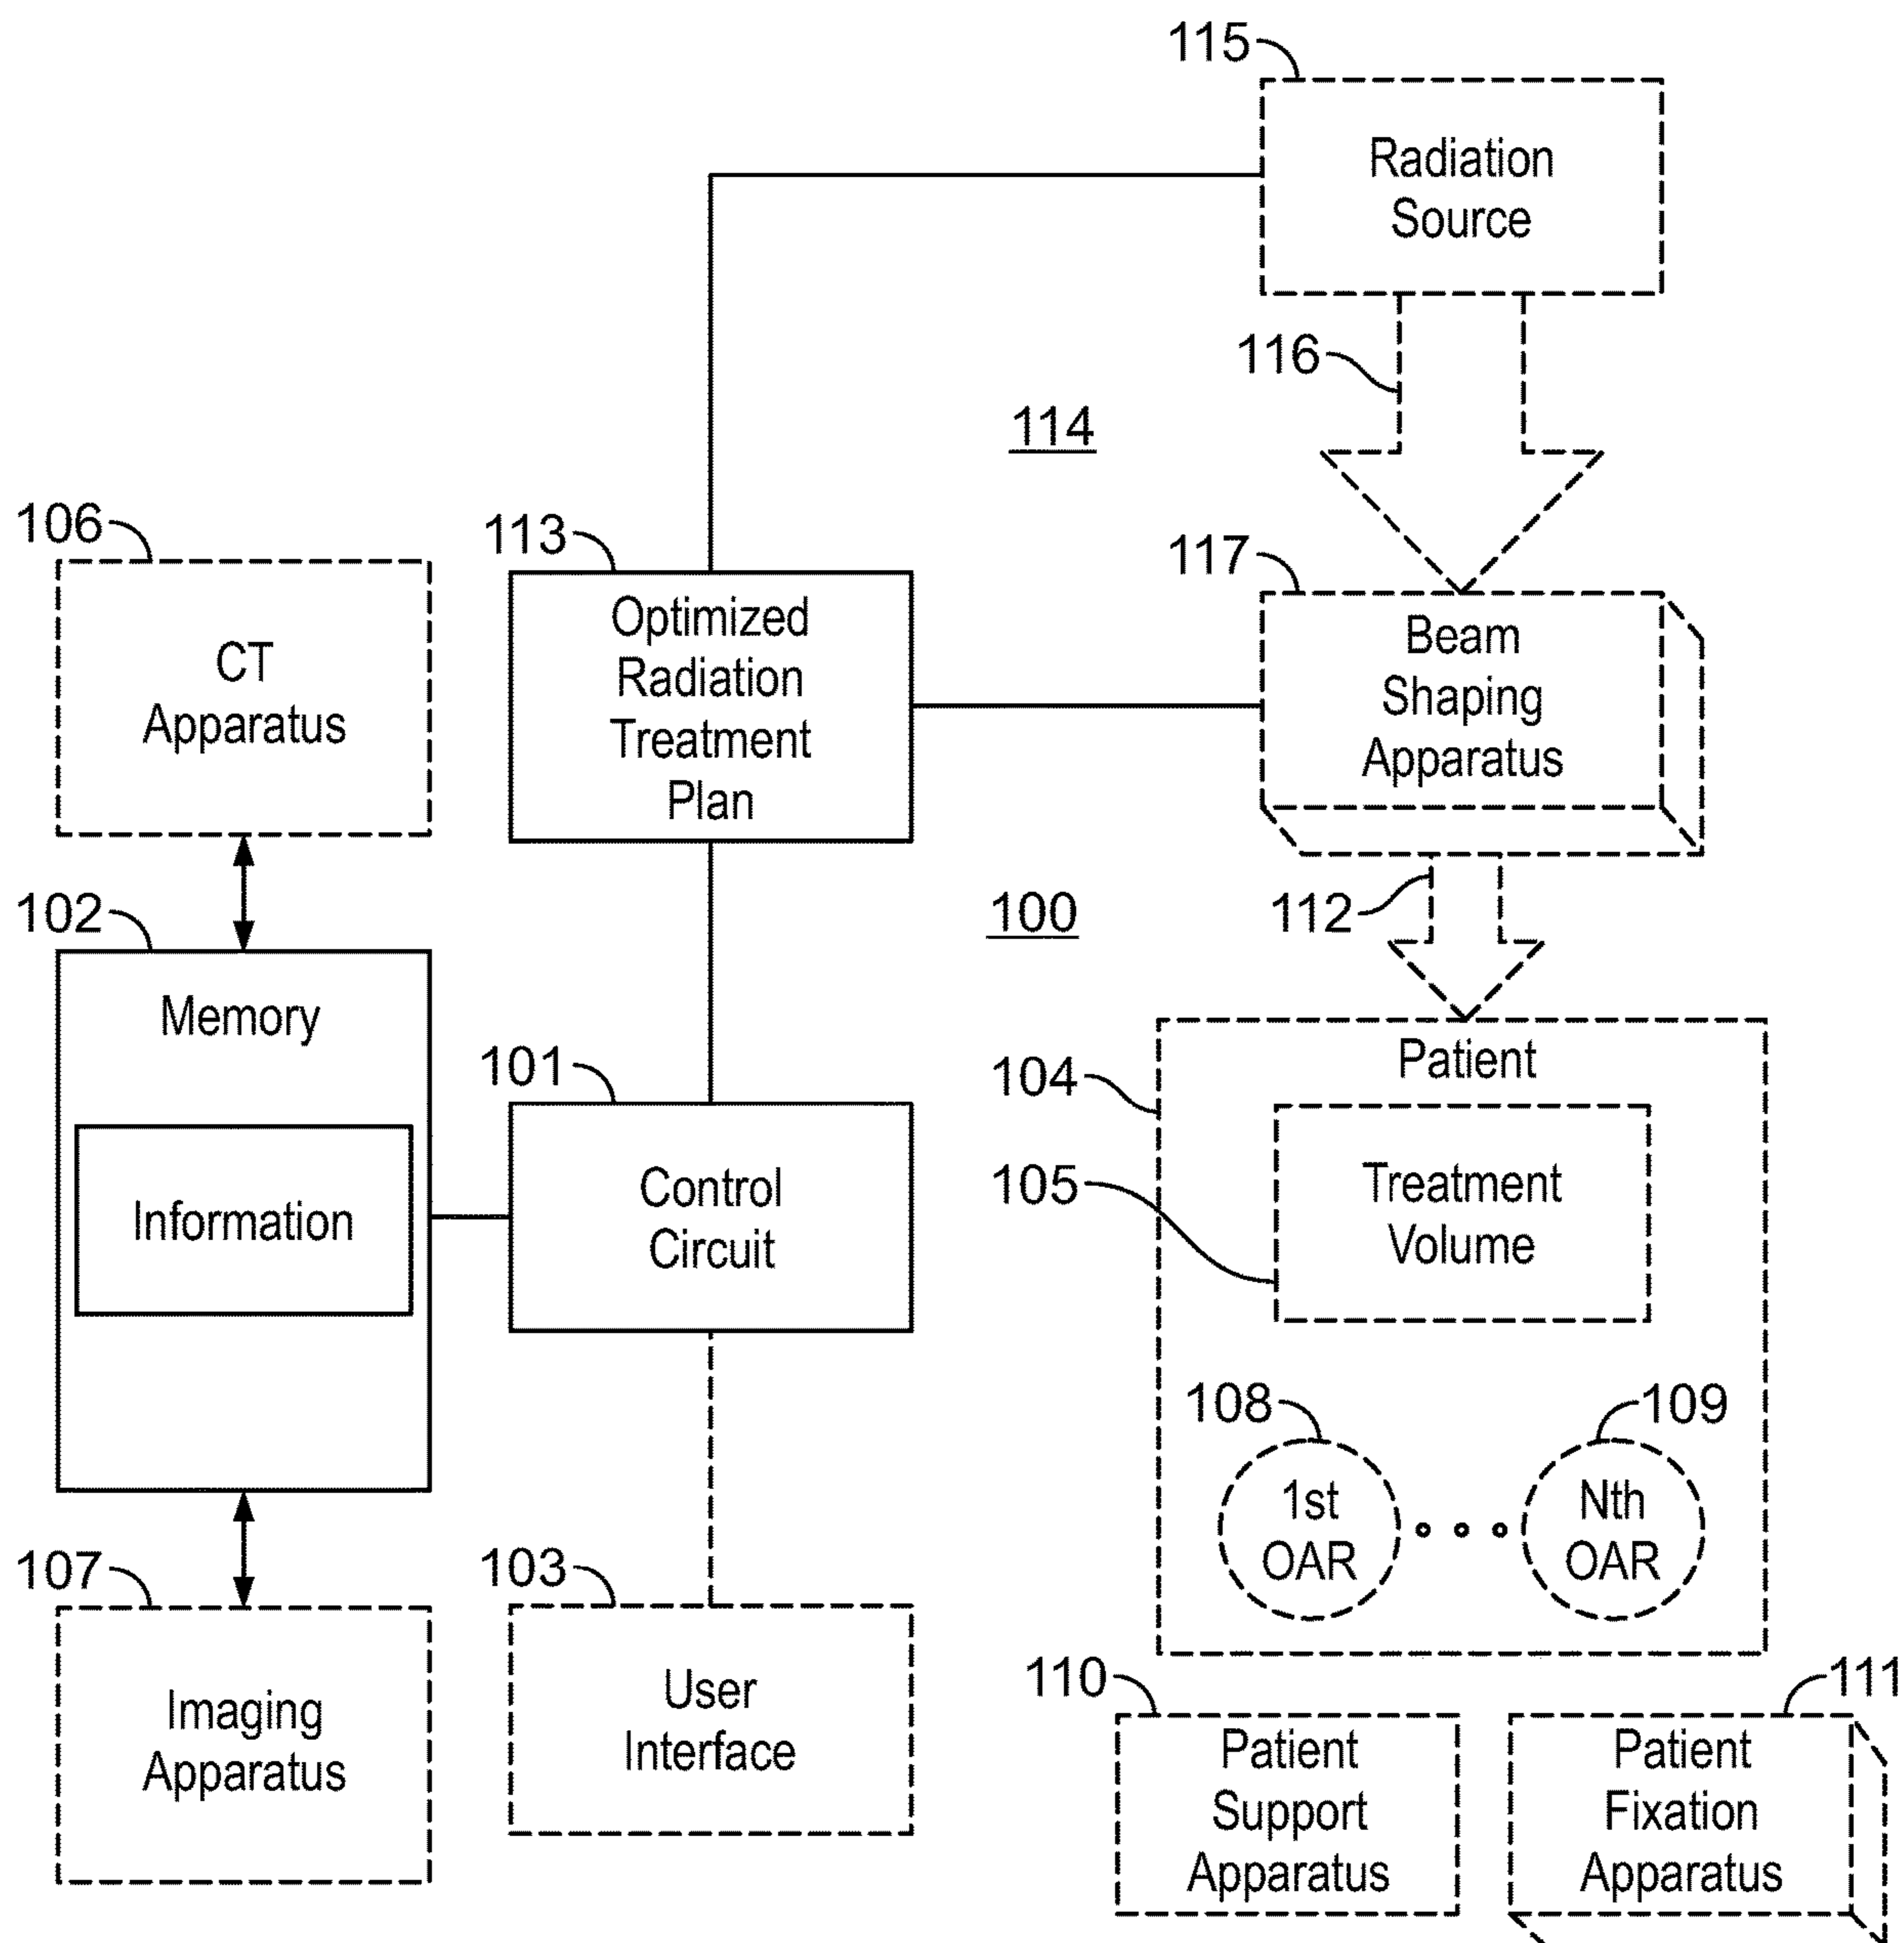 115
Radiation
Source
116
114
106
113
117
CT
Apparatus
Optimized
Radiation
Treatment
Plan
Beam
Shaping
Apparatus
102
100
112
Memory
Information
101
Control
Circuit
104
Patient
105
Treatment
Volume
108
109
1st
OAR
Nth
OAR
107
Imaging
Apparatus
103
User
Interface
110
Patient
Support
Apparatus
111
Patient
Fixation
Apparatus